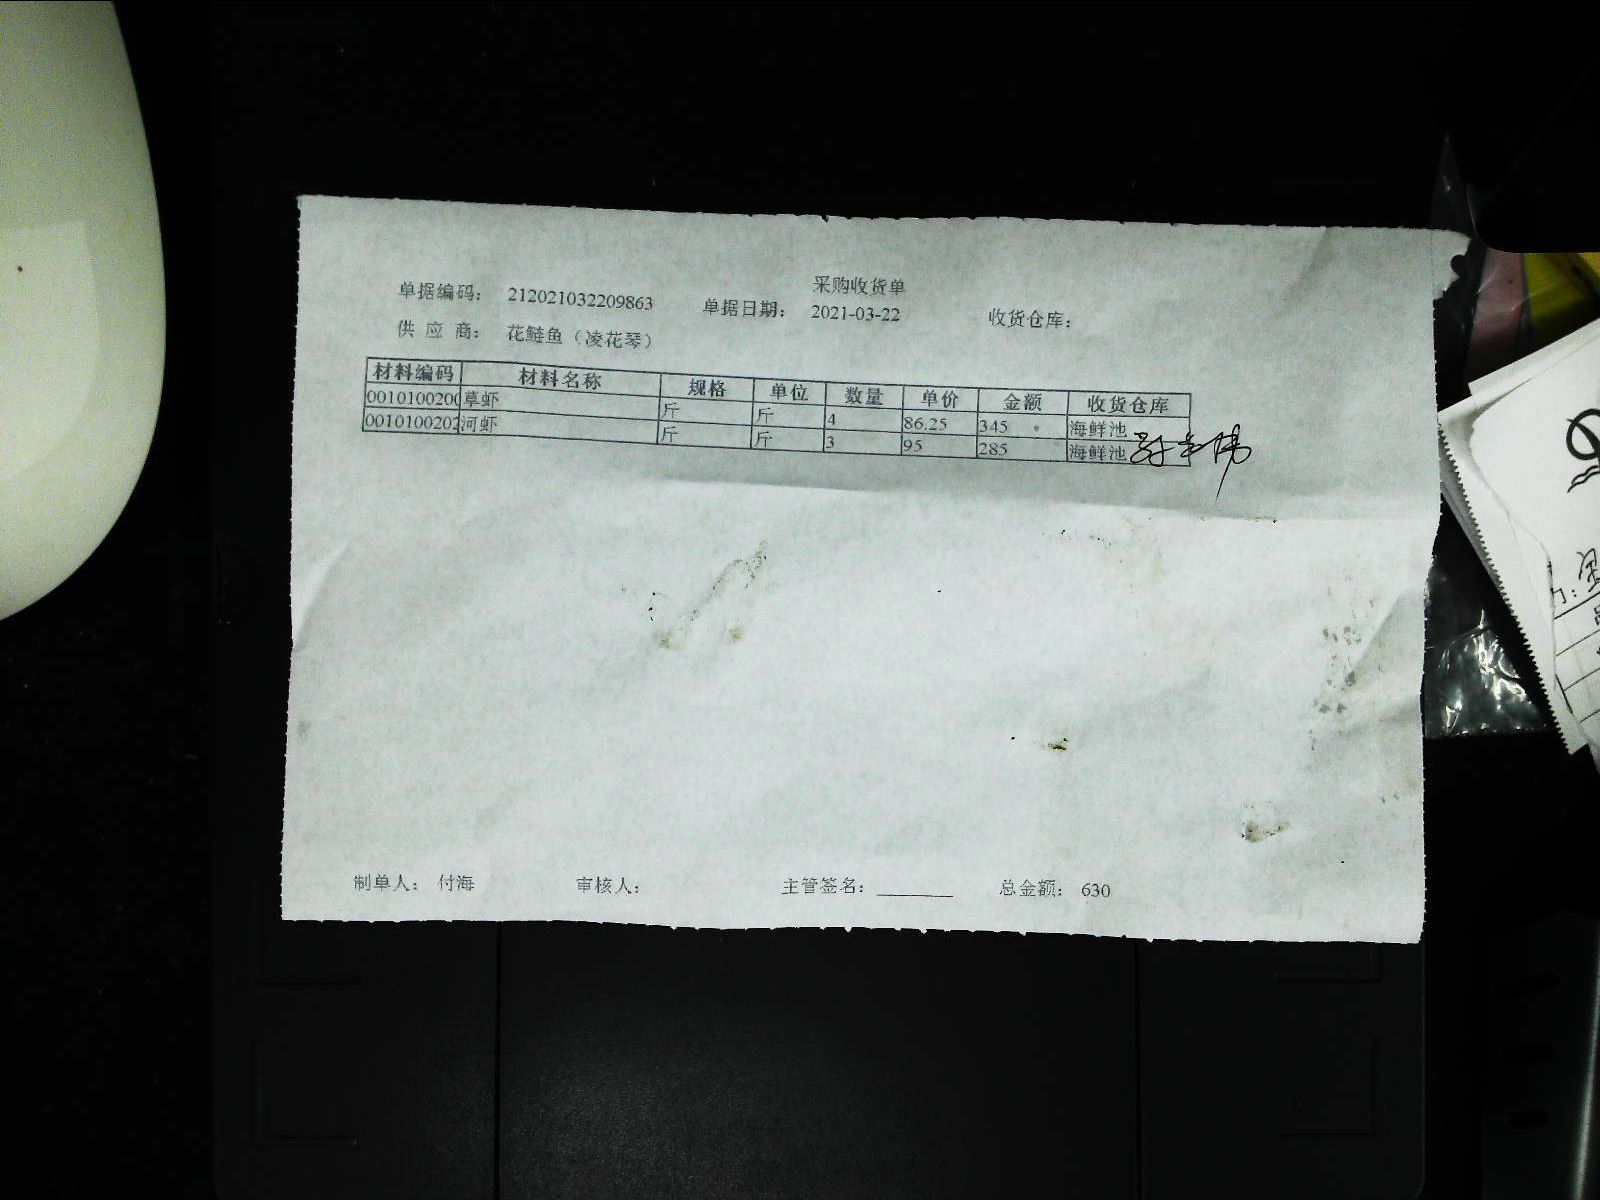 采购收货单
单据编码： 212021032209863 单据日期： 2021-03-22 收货仓库：
供 应 商： 花鲢鱼（凌花琴）
材料编码 材料名称 规格 单位 数量 单价 金额 收货仓库
0010100200 草虾 斤 斤 4 86.25 345 海鲜池
0010100202 河虾 斤 斤 3 95 285 海鲜池
制单人： 付海 审核人： 主管签名： 总金额： 630